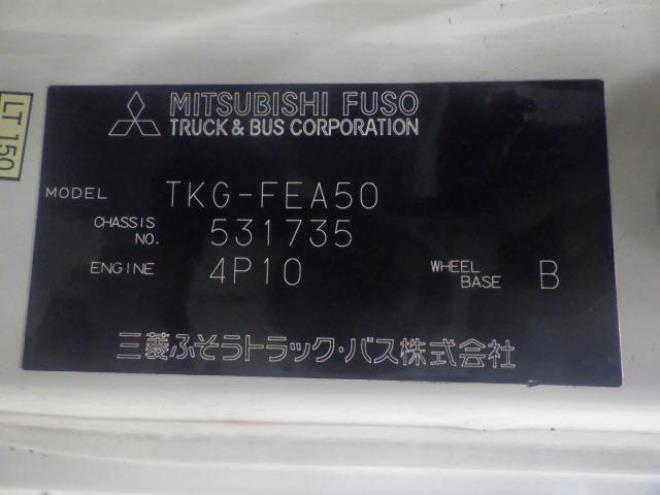 MITSUBISHI FUSO
TRUCK & BUS CORPORATION
LT 150
MODEL TKG-FEA50
CHASSIS NO. 531735
ENGINE 4P10 WHEEL BASE B
三菱ふそうトラック・バス株式会社